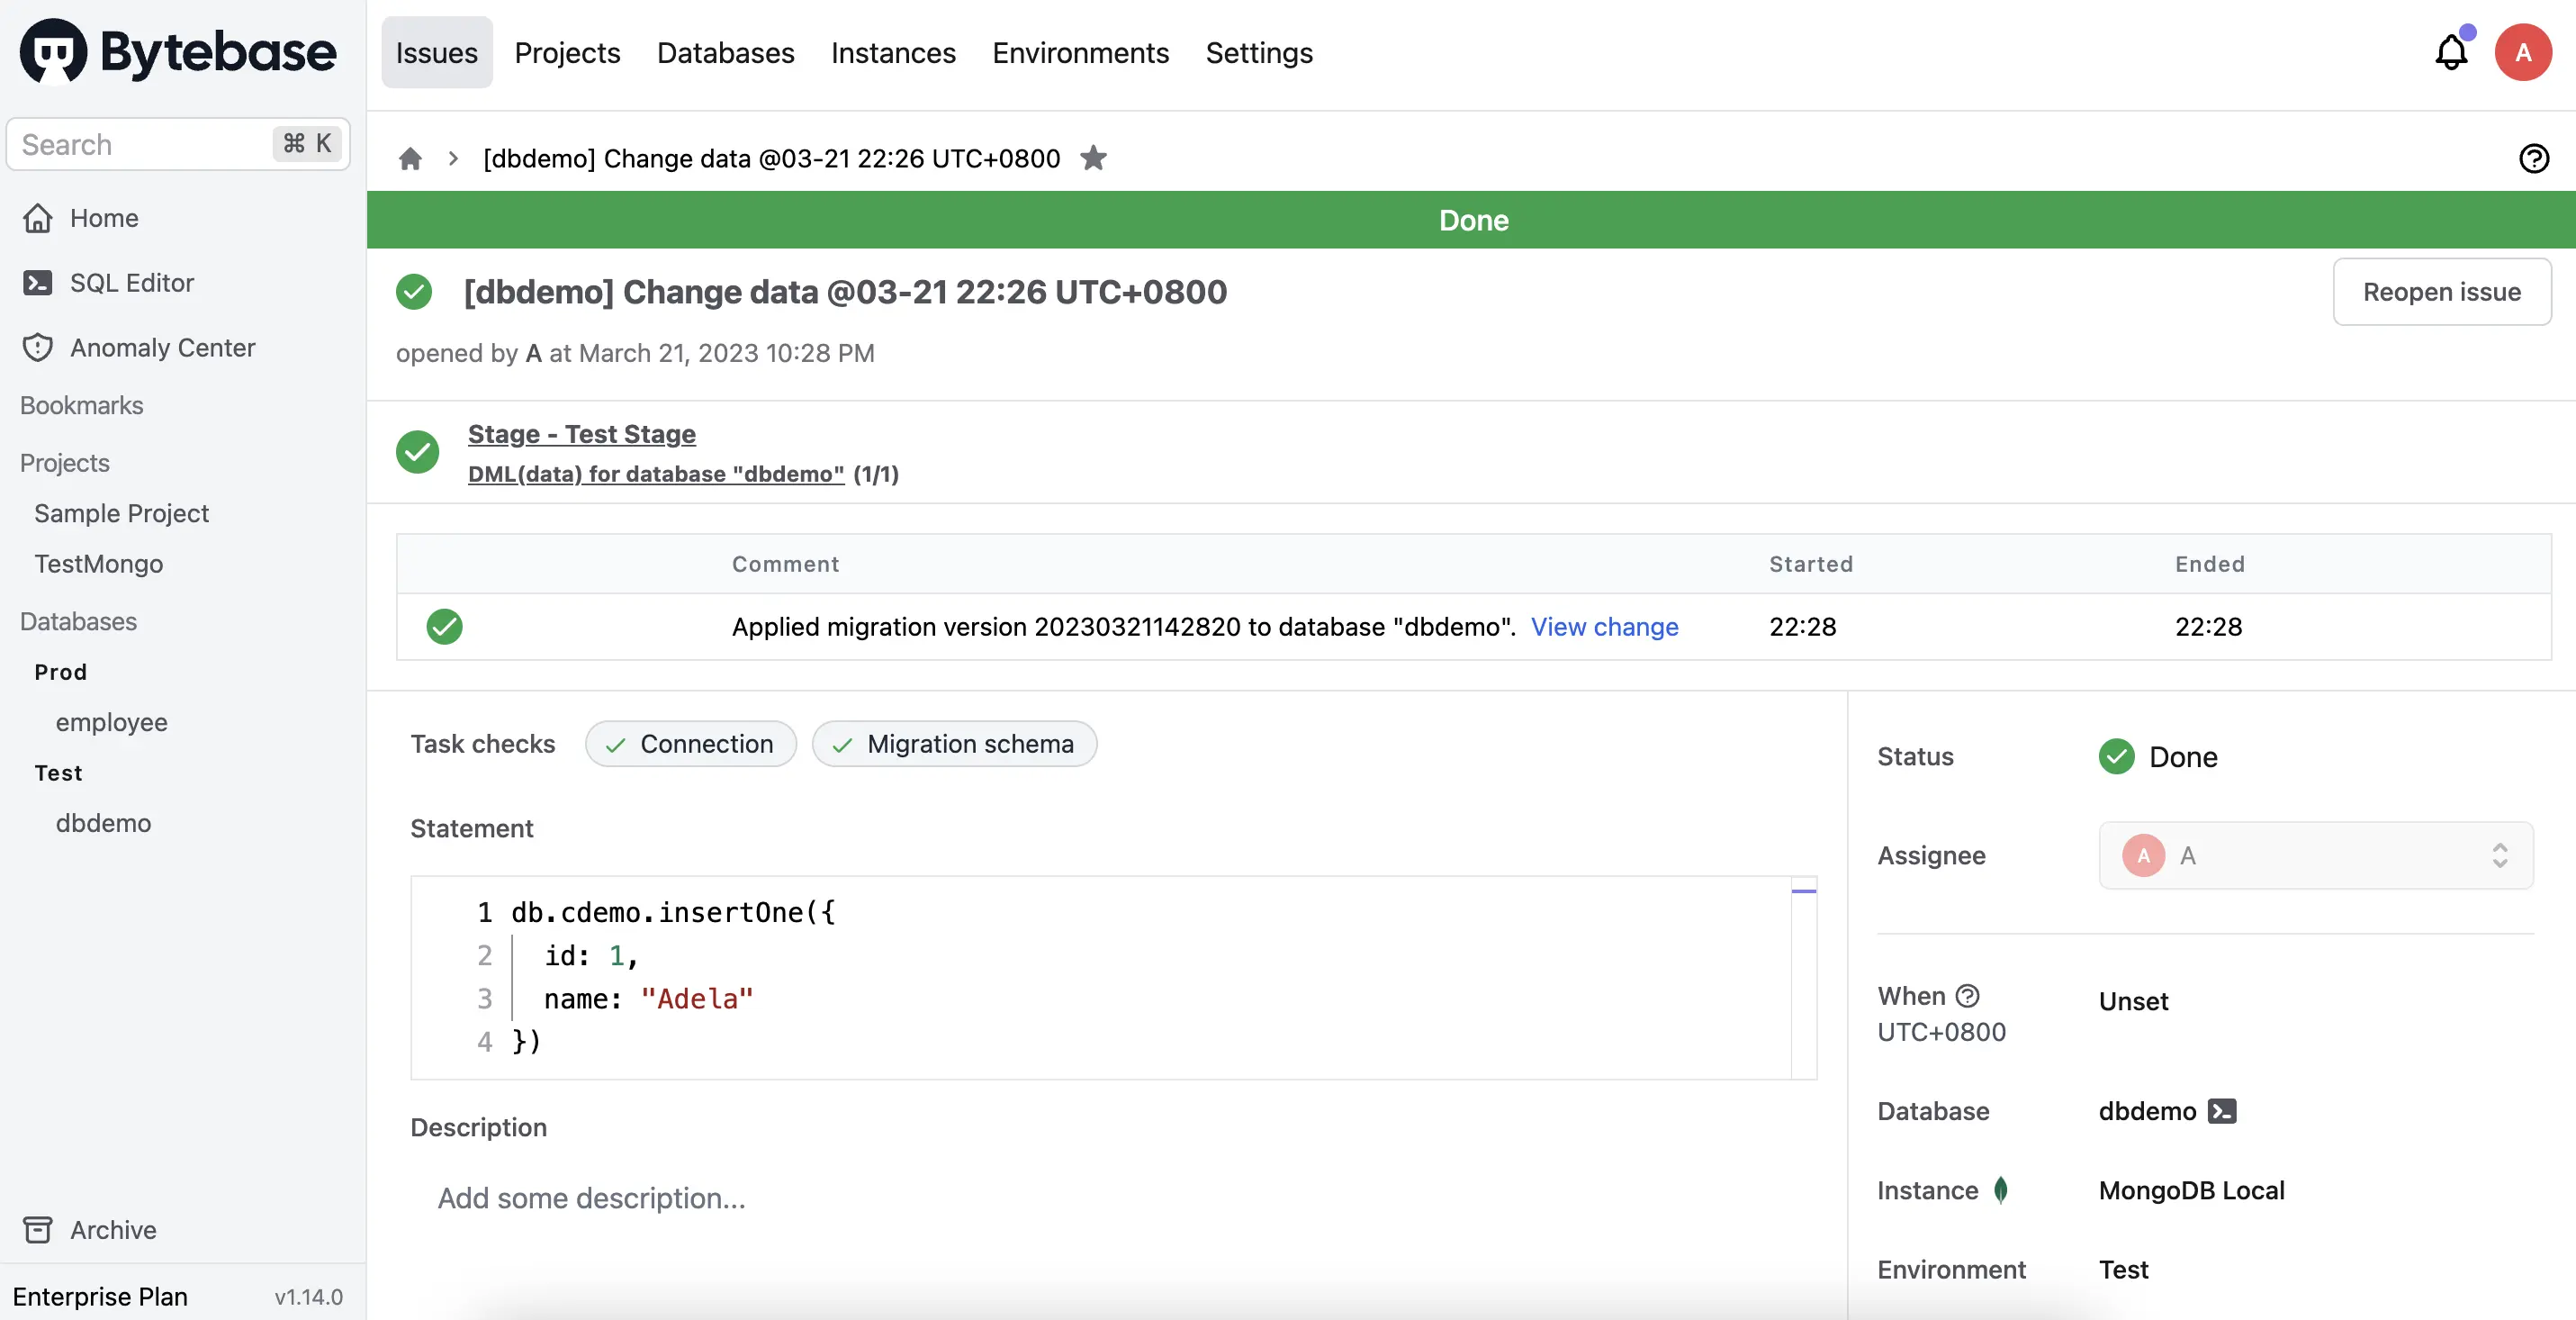 Bytebase
Issues Projects Databases Instances Environments Settings
A
Search ⌘ K
Home
SQL Editor
Anomaly Center
Bookmarks
Projects
Sample Project
TestMongo
Databases
Prod
employee
Test
dbdemo
Archive
Enterprise Plan v1.14.0
[dbdemo] Change data @03-21 22:26 UTC+0800
Done
[dbdemo] Change data @03-21 22:26 UTC+0800
Reopen issue
opened by A at March 21, 2023 10:28 PM
Stage - Test Stage
DML(data) for database "dbdemo" (1/1)
Comment Started Ended
Applied migration version 20230321142820 to database "dbdemo". View change 22:28 22:28
Task checks Connection Migration schema
Statement
1 db.cdemo.insertOne({
2 id: 1,
3 name: "Adela"
4 })
Description
Add some description...
Status Done
Assignee A A
When Unset
UTC+0800
Database dbdemo
Instance MongoDB Local
Environment Test